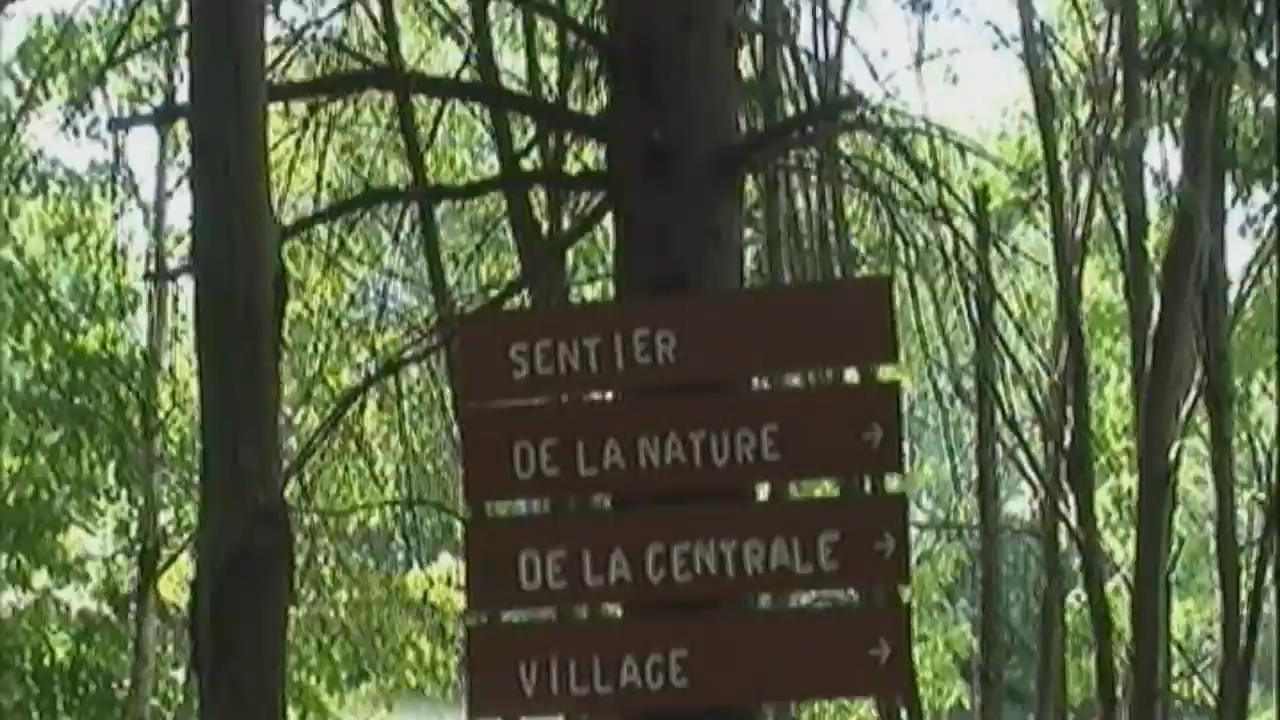 SENTIER
DE LA NATURE →
DE LA CENTRALE →
VILLAGE →